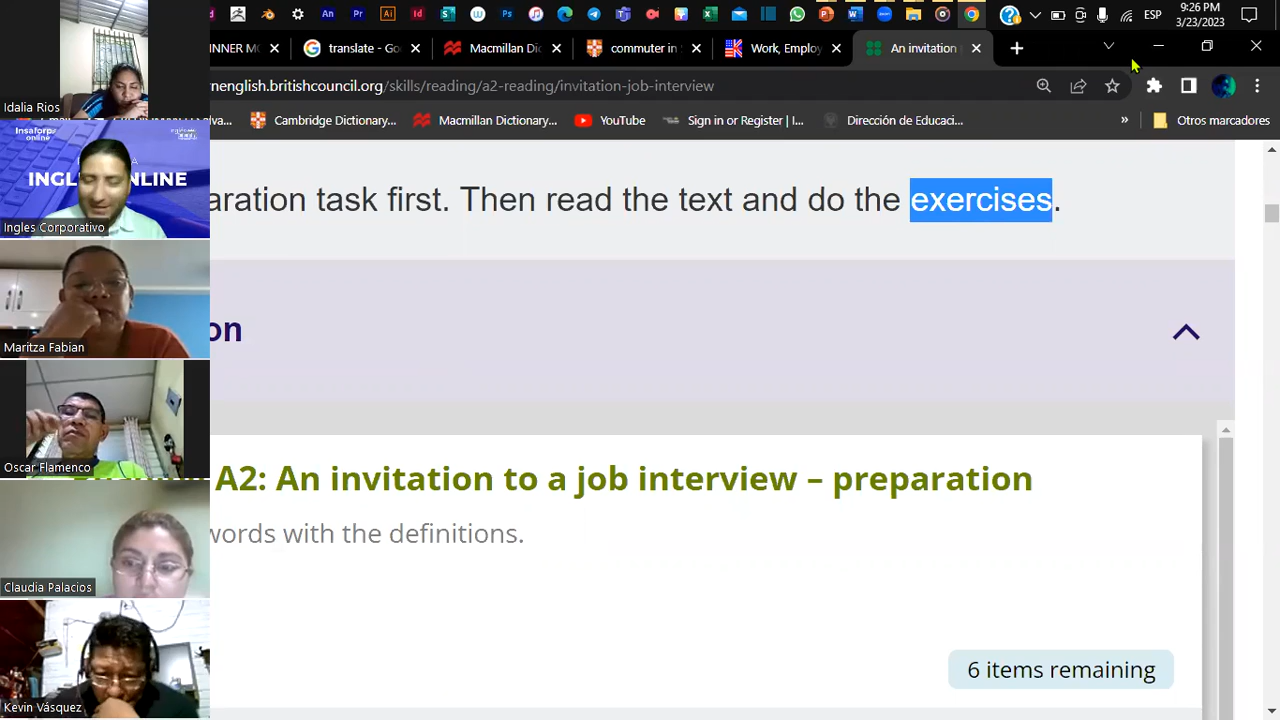 9:26 PM
ESP
3/23/2023
INNER M
translate - Go
Macmillan Di
commuter in
Work, Employ
An invitation
rnenglish.britishcouncil.org/skills/reading/a2-reading/invitation-job-interview
Cambridge Dictionary...
Macmillan Dictionary...
YouTube
Sign in or Register | I...
Dirección de Educaci...
»
Otros marcadores
Idalia Rios
Insaforp
online
INGL
NLINE
Ingles Corporativo
Maritza Fabian
Oscar Flamenco
Claudia Palacios
Kevin Vásquez
aration task first. Then read the text and do the exercises.
on
A2: An invitation to a job interview – preparation
words with the definitions.
6 items remaining